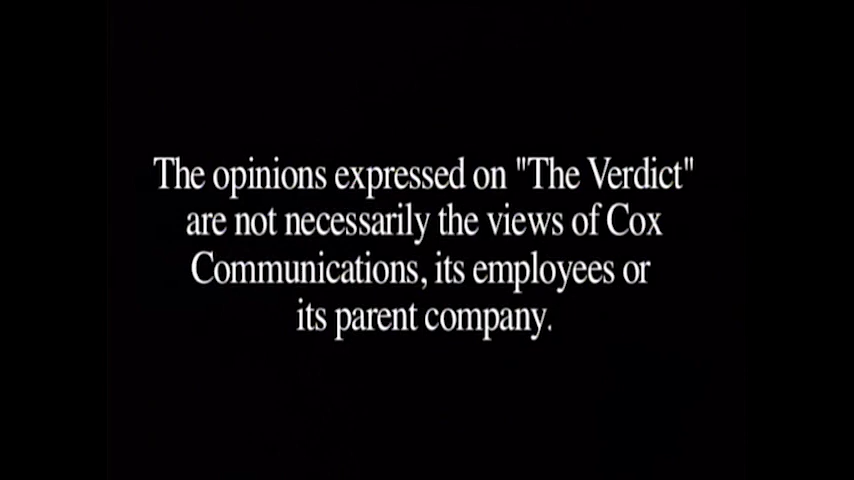 The opinions expressed on "The Verdict"
are not necessarily the views of Cox
Communications, its employees or
its parent company.